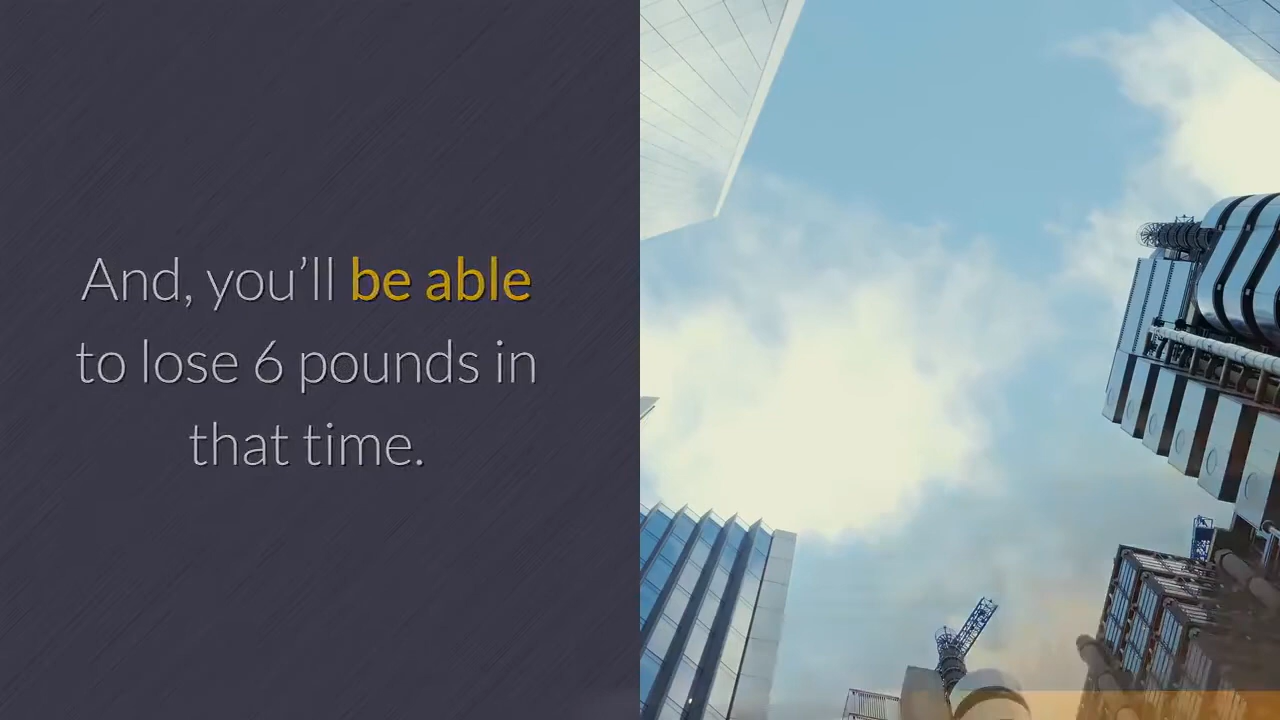 And, you’ll be able
to lose 6 pounds in
that time.